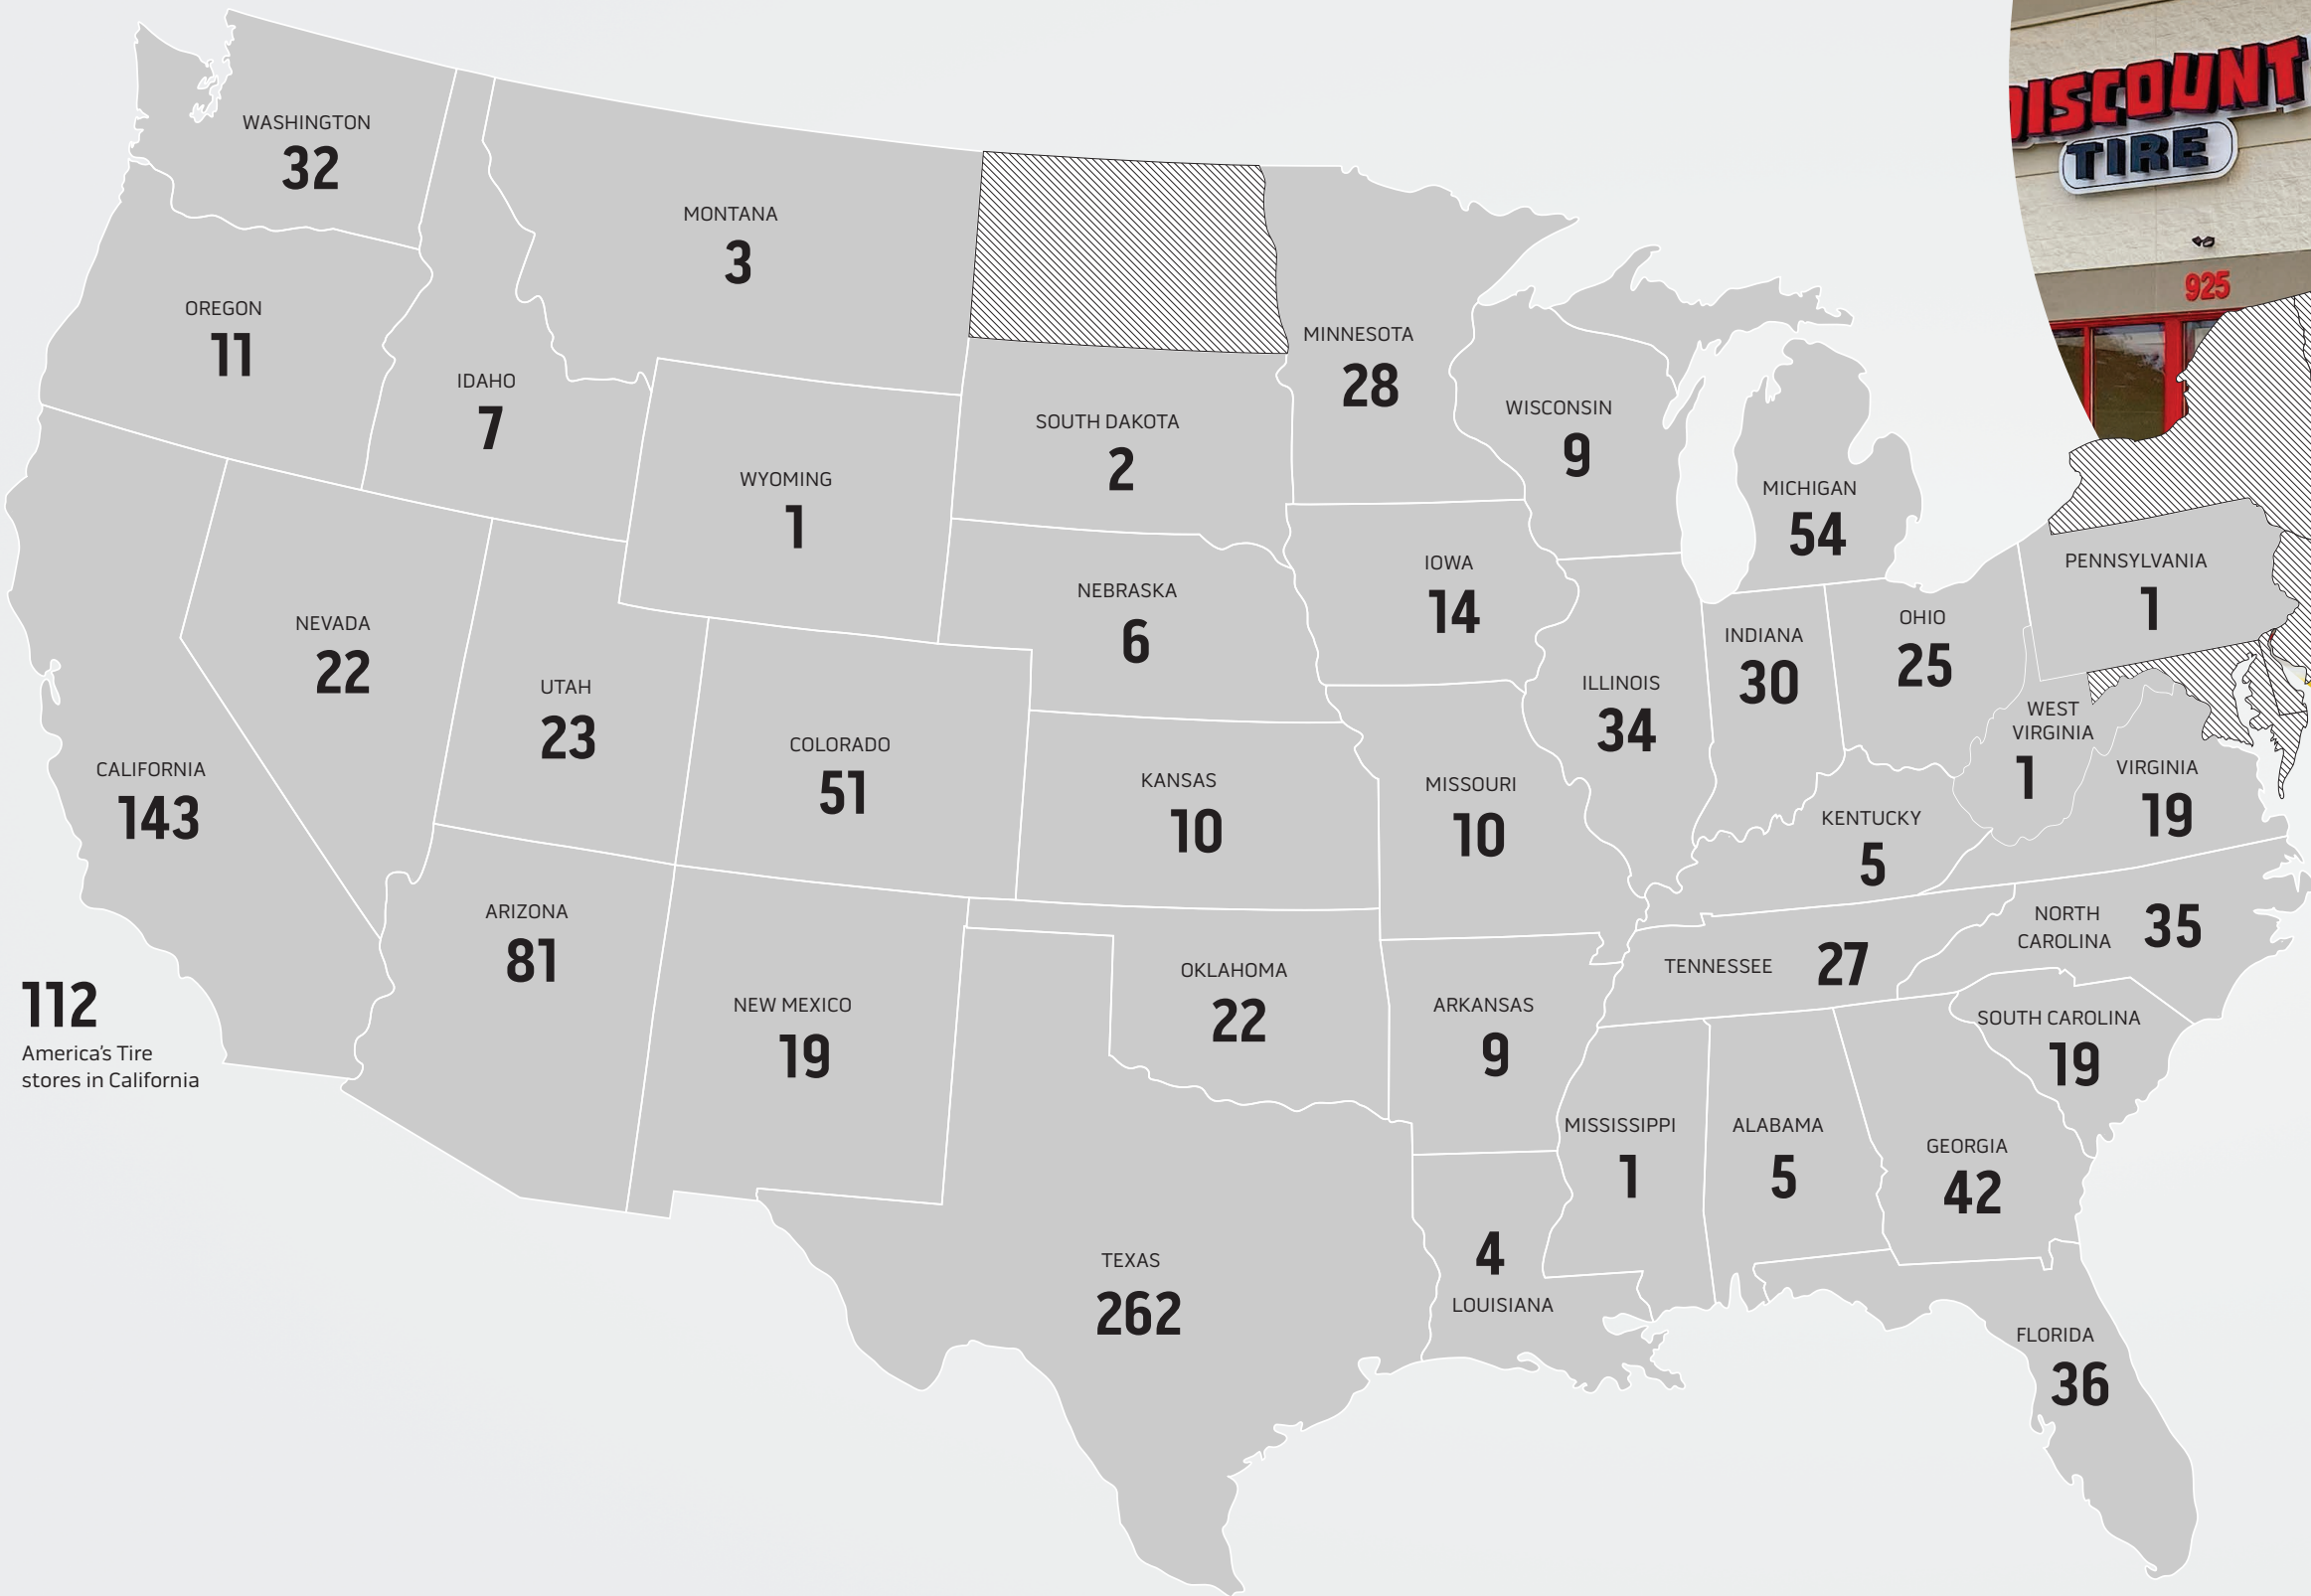 DISCOUNT
TIRE
925
WASHINGTON
32
MONTANA
3
OREGON
11
IDAHO
7
MINNESOTA
28
WISCONSIN
9
SOUTH DAKOTA
2
WYOMING
1
MICHIGAN
54
PENNSYLVANIA
1
IOWA
14
NEBRASKA
6
OHIO
25
INDIANA
30
NEVADA
22
UTAH
23
ILLINOIS
34
WEST
VIRGINIA
1
COLORADO
51
CALIFORNIA
143
KANSAS
10
MISSOURI
10
VIRGINIA
19
KENTUCKY
5
ARIZONA
81
NORTH
CAROLINA
35
TENNESSEE 27
OKLAHOMA
22
NEW MEXICO
19
ARKANSAS
9
SOUTH CAROLINA
19
112
America's Tire
stores in California
MISSISSIPPI
1
ALABAMA
5
GEORGIA
42
TEXAS
262
4
LOUISIANA
FLORIDA
36